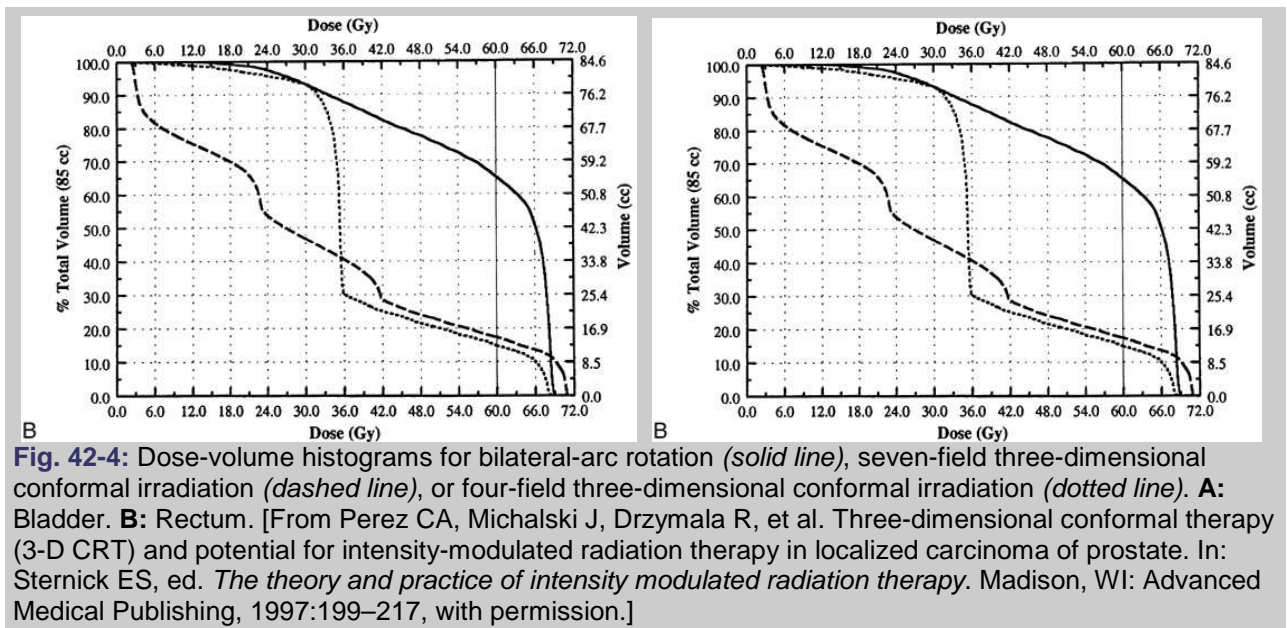 Dose (Gy)
0.0 6.0 12.0 18.0 24.0 30.0 36.0 42.0 48.0 54.0 60.0 66.0 72.0
100.0
90.0
80.0
70.0
60.0
50.0
40.0
30.0
20.0
10.0
0.0
% Total Volume (85 cc)
84.6
76.2
67.7
59.2
50.8
42.3
33.8
25.4
16.9
8.5
0.0
Volume (cc)
0.0 6.0 12.0 18.0 24.0 30.0 36.0 42.0 48.0 54.0 60.0 66.0 72.0
B
Dose (Gy)
Dose (Gy)
0.0 6.0 12.0 18.0 24.0 30.0 36.0 42.0 48.0 54.0 60.0 66.0 72.0
100.0
90.0
80.0
70.0
60.0
50.0
40.0
30.0
20.0
10.0
0.0
% Total Volume (85 cc)
84.6
76.2
67.7
59.2
50.8
42.3
33.8
25.4
16.9
8.5
0.0
Volume (cc)
0.0 6.0 12.0 18.0 24.0 30.0 36.0 42.0 48.0 54.0 60.0 66.0 72.0
B
Dose (Gy)
Fig. 42-4: Dose-volume histograms for bilateral-arc rotation (solid line), seven-field three-dimensional
conformal irradiation (dashed line), or four-field three-dimensional conformal irradiation (dotted line). A:
Bladder. B: Rectum. [From Perez CA, Michalski J, Drzymala R, et al. Three-dimensional conformal therapy
(3-D CRT) and potential for intensity-modulated radiation therapy in localized carcinoma of prostate. In:
Sternick ES, ed. The theory and practice of intensity modulated radiation therapy. Madison, WI: Advanced
Medical Publishing, 1997:199–217, with permission.]